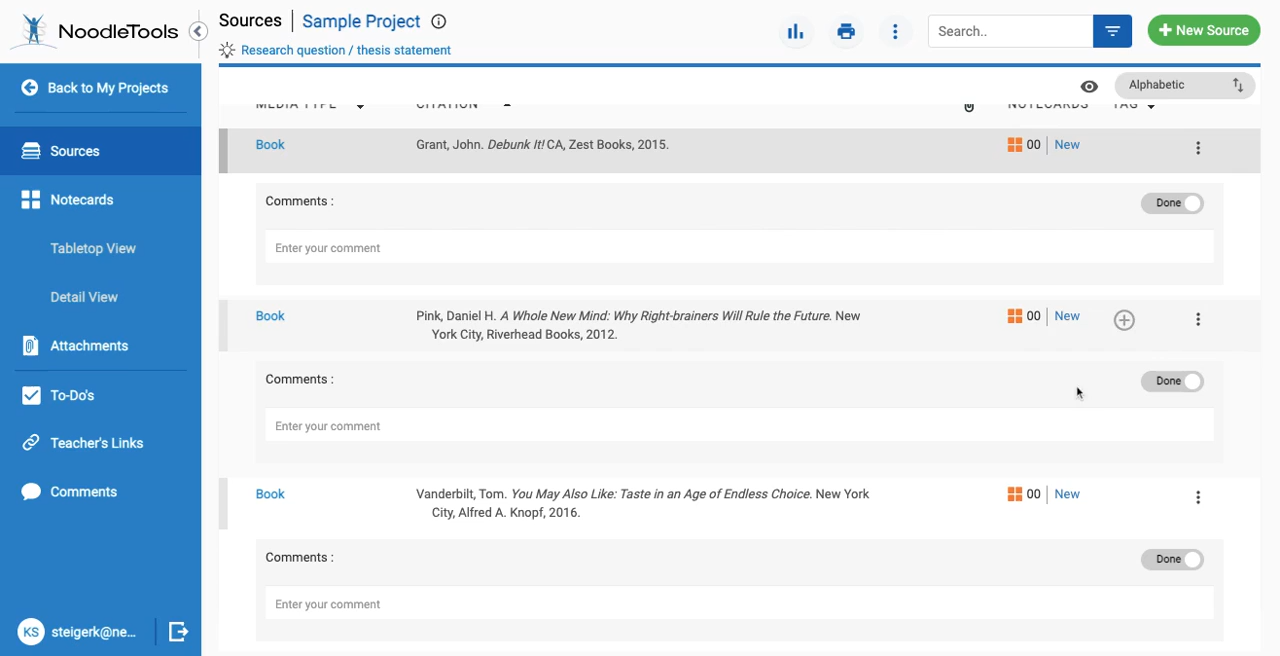 NoodleTools
Sources | Sample Project
Research question / thesis statement
Search..
+ New Source
Back to My Projects
Sources
Notecards
Tabletop View
Detail View
Attachments
To-Do's
Teacher's Links
Comments
KS steigerk@ne...
Alphabetic
MEDIA TYPE CITATION NOTECARDS TAG
Book Grant, John. Debunk It! CA, Zest Books, 2015. 00 New
Comments : Done
Enter your comment
Book Pink, Daniel H. A Whole New Mind: Why Right-brainers Will Rule the Future. New 00 New
York City, Riverhead Books, 2012.
Comments : Done
Enter your comment
Book Vanderbilt, Tom. You May Also Like: Taste in an Age of Endless Choice. New York 00 New
City, Alfred A. Knopf, 2016.
Comments : Done
Enter your comment